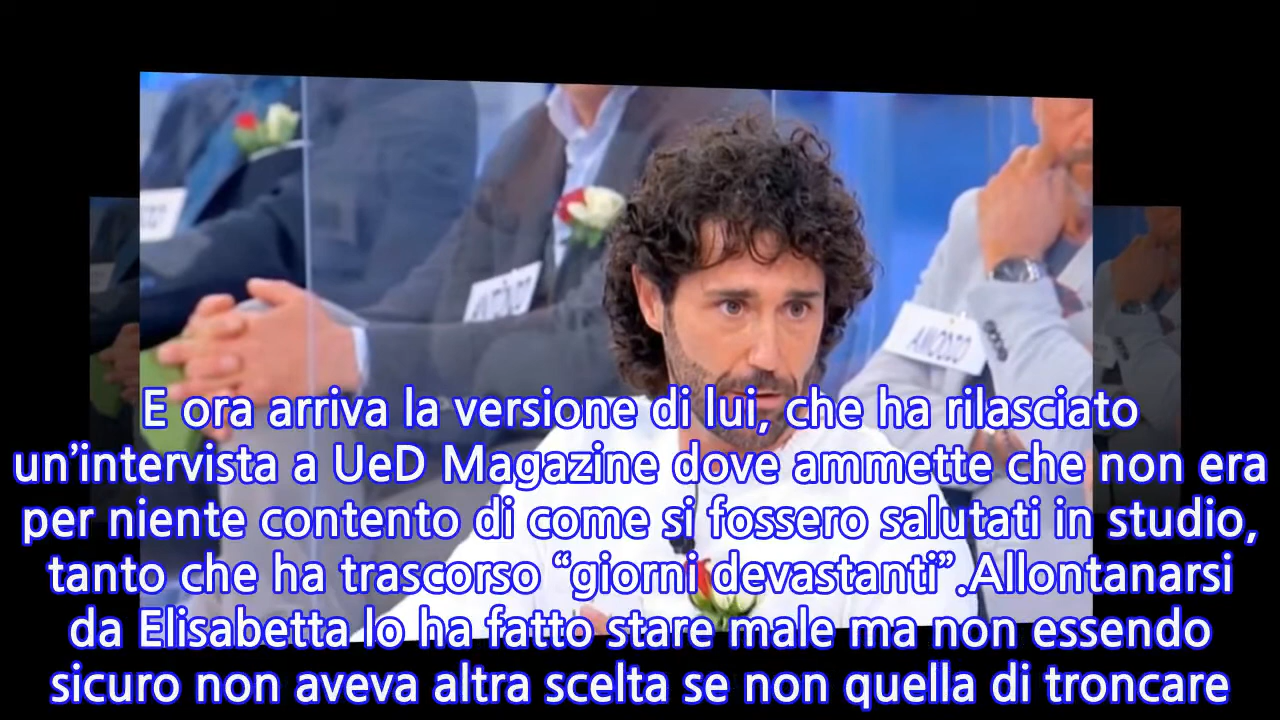 ANTONIO
E ora arriva la versione di lui, che ha rilasciato
un’intervista a UeD Magazine dove ammette che non era
per niente contento di come si fossero salutati in studio,
tanto che ha trascorso “giorni devastanti”.Allontanarsi
da Elisabetta lo ha fatto stare male ma non essendo
sicuro non aveva altra scelta se non quella di troncare